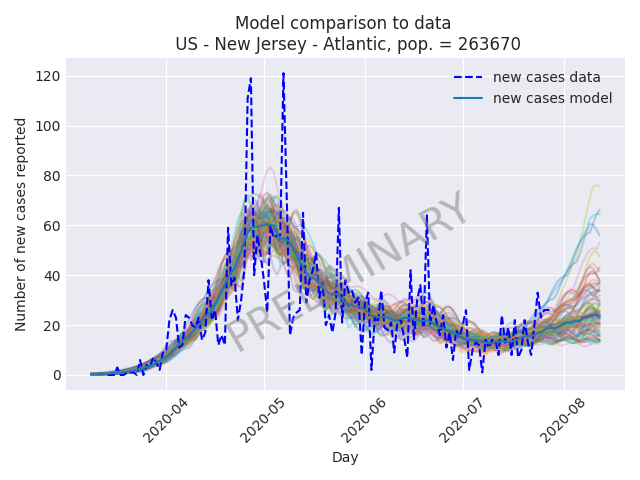 Model comparison to data
US - New Jersey - Atlantic, pop. = 263670
new cases data
new cases model
Number of new cases reported
120
100
80
60
40
20
0
PRELIMINARY
2020-04
2020-05
2020-06
2020-07
2020-08
Day